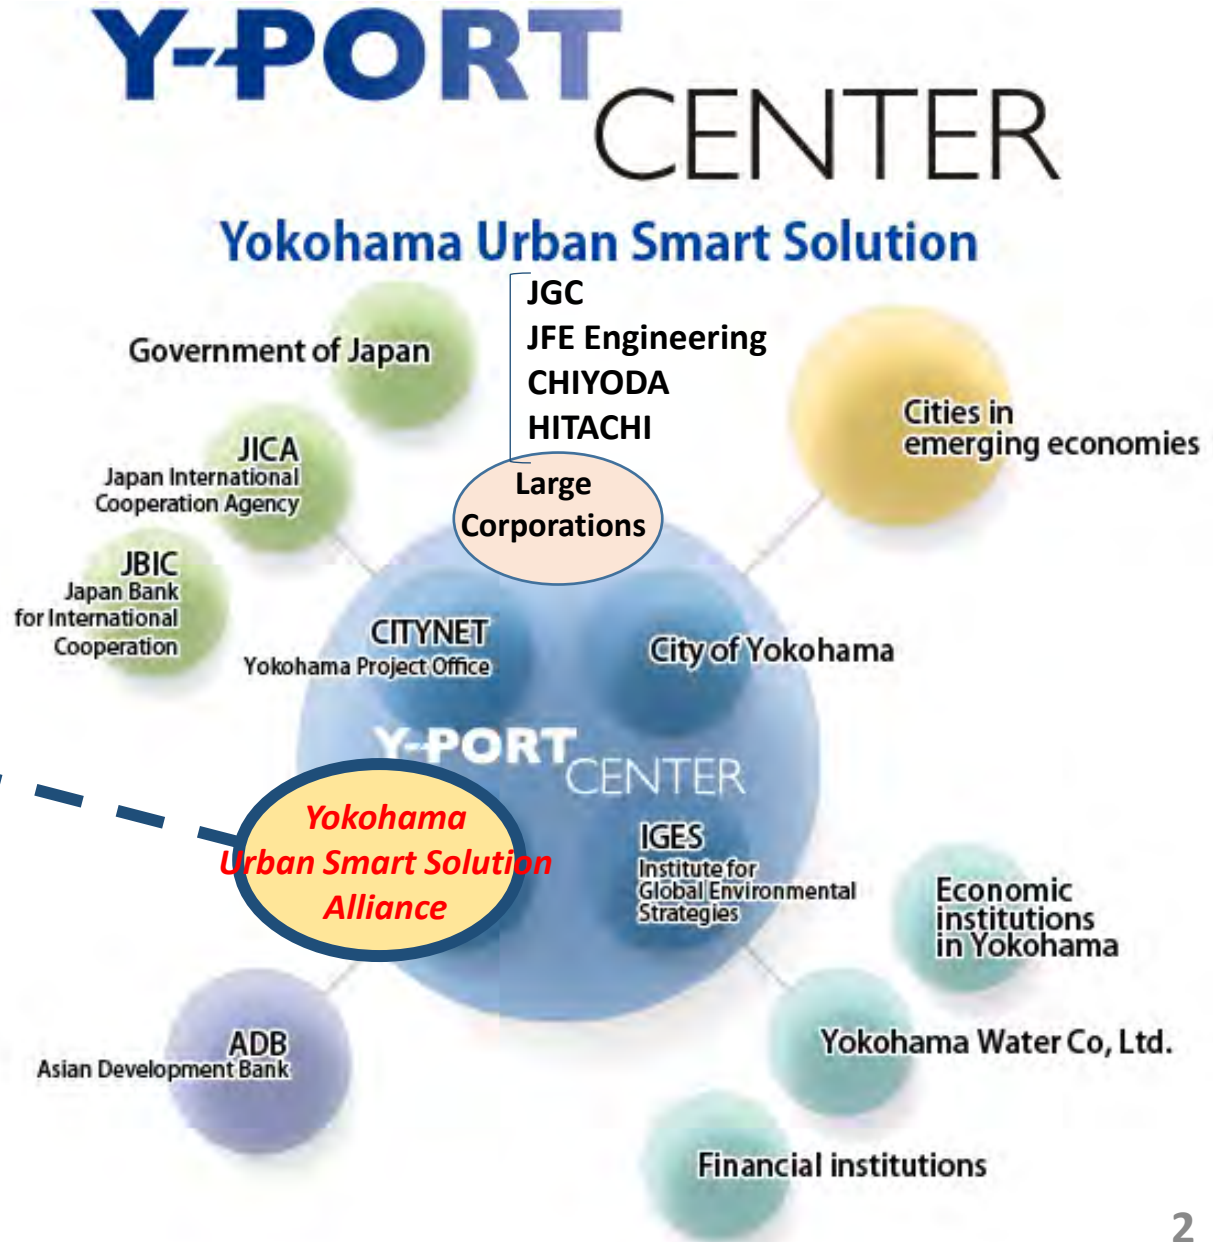 Y-PORT
CENTER
Yokohama Urban Smart Solution
JGC
JFE Engineering
CHIYODA
HITACHI
Government of Japan
Cities in
emerging economies
JICA
Japan International
Cooperation Agency
Large
Corporations
JBIC
Japan Bank
for International
Cooperation
CITYNET
Yokohama Project Office
City of Yokohama
Y-PORT
CENTER
Yokohama
Urban Smart Solution
Alliance
IGES
Institute for
Global Environmental
Strategies
Economic
institutions
in Yokohama
ADB
Asian Development Bank
Yokohama Water Co, Ltd.
Financial institutions
2